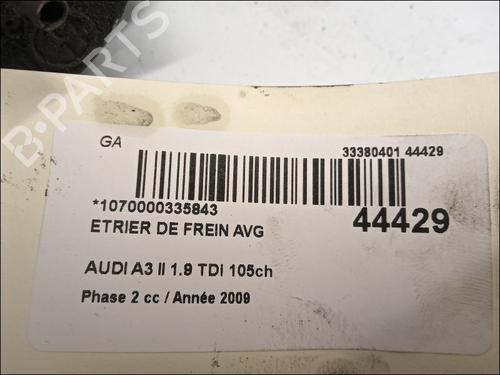 GA
33380401 44429
*1070000335843
44429
ETRIER DE FREIN AVG
AUDI A3 II 1.9 TDI 105ch
Phase 2 cc / Année 2009
B-PARTS